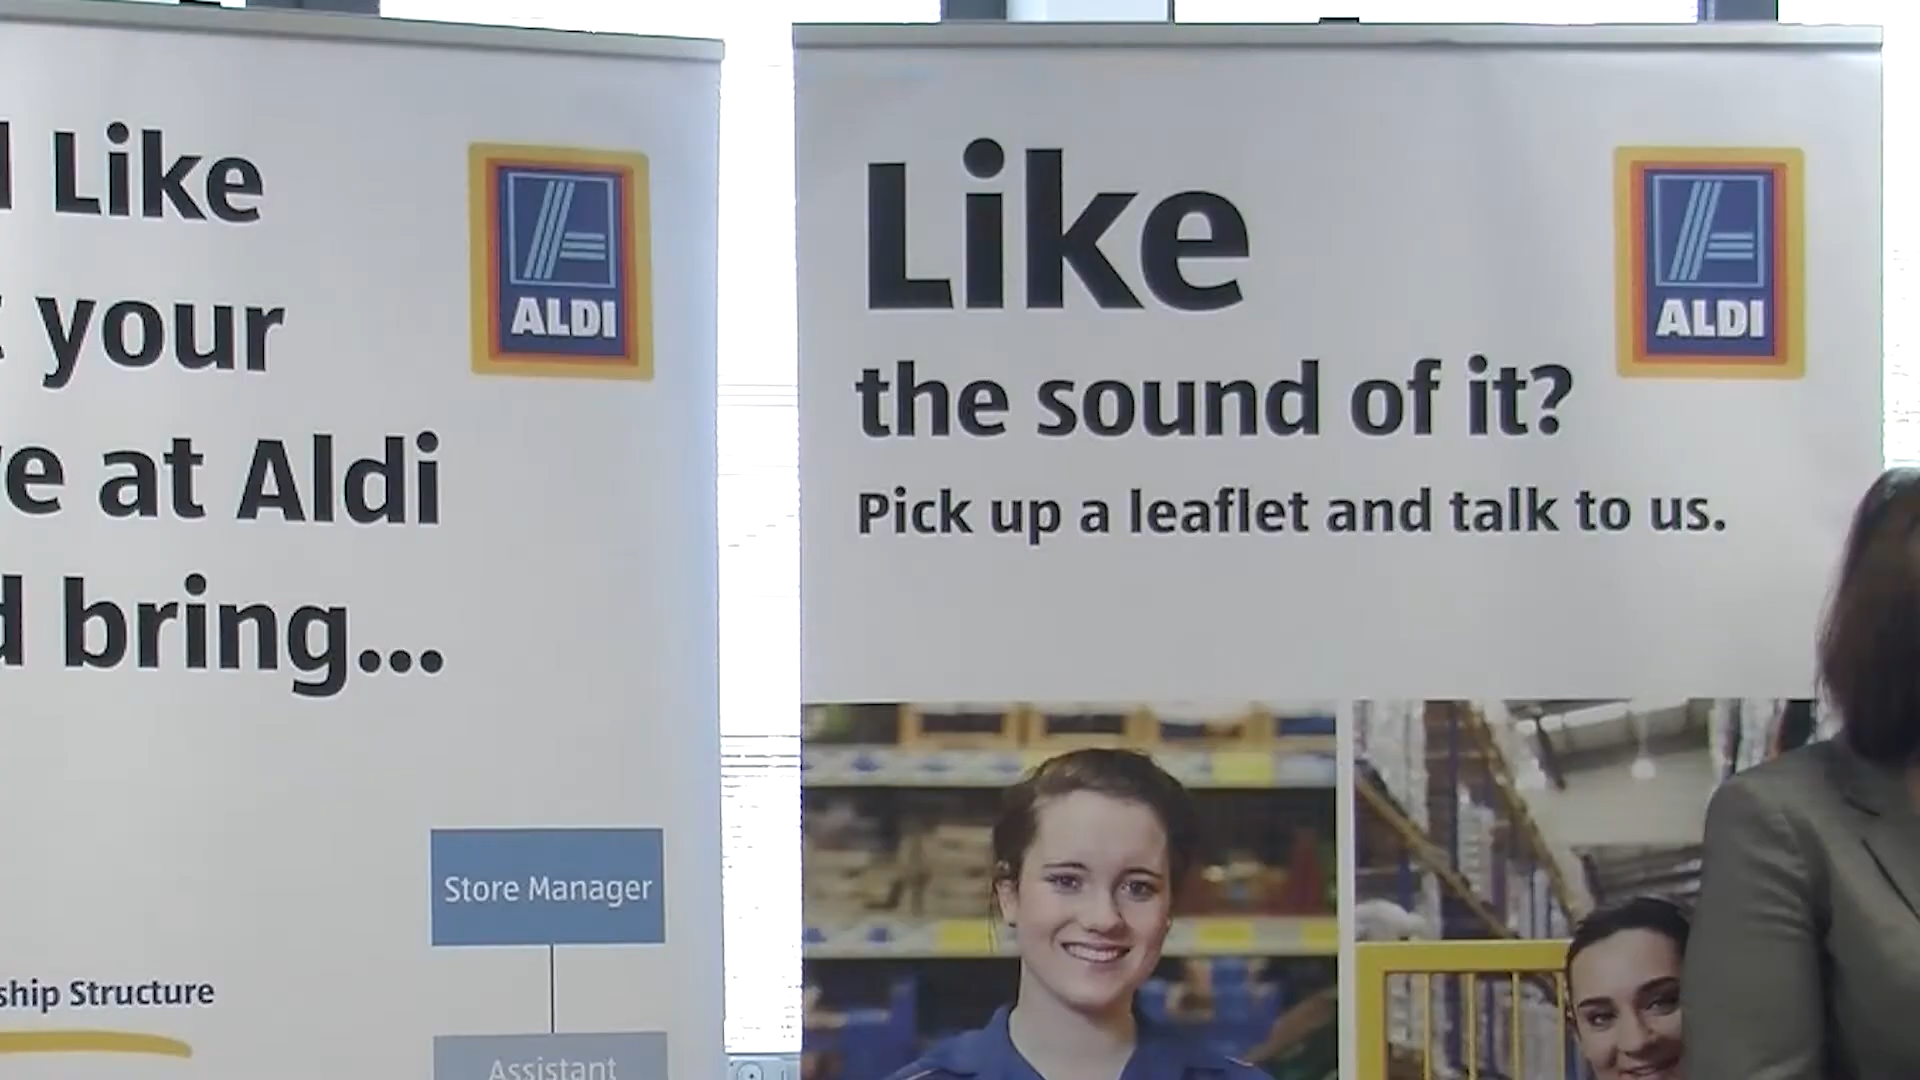 Like
your
at Aldi
bring...
ALDI
Store Manager
Structure
Assistant
Like
the sound of it?
Pick up a leaflet and talk to us.
ALDI